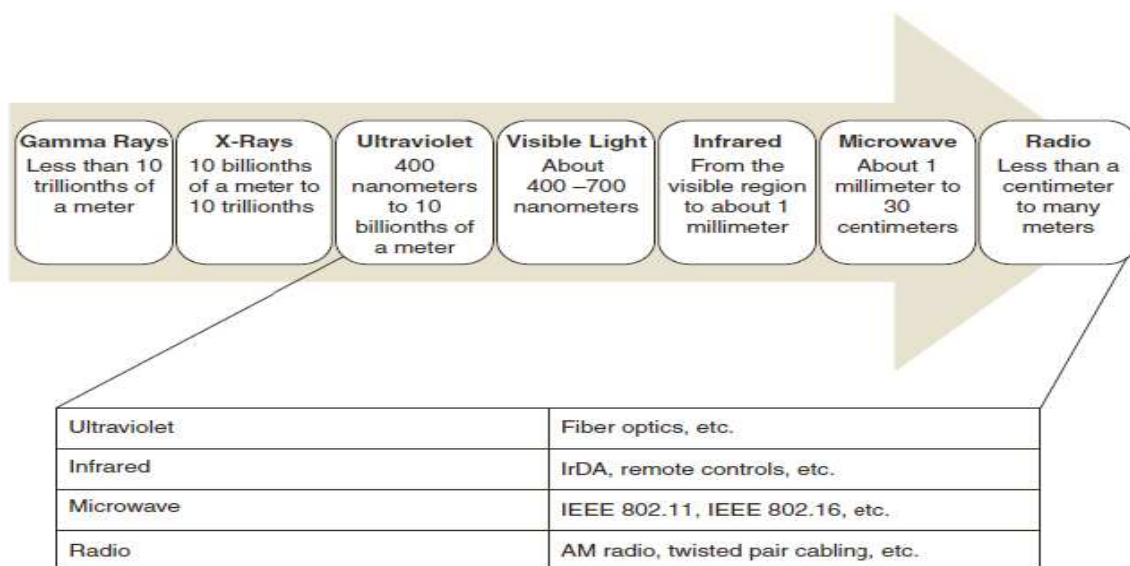 Gamma Rays
Less than 10
trillionths of
a meter
X-Rays
10 billionths
of a meter to
10 trillionths
Ultraviolet
400
nanometers
to 10
billionths of
a meter
Visible Light
About
400 –700
nanometers
Infrared
From the
visible region
to about 1
millimeter
Microwave
About 1
millimeter to
30
centimeters
Radio
Less than a
centimeter
to many
meters
Ultraviolet Fiber optics, etc.
Infrared IrDA, remote controls, etc.
Microwave IEEE 802.11, IEEE 802.16, etc.
Radio AM radio, twisted pair cabling, etc.